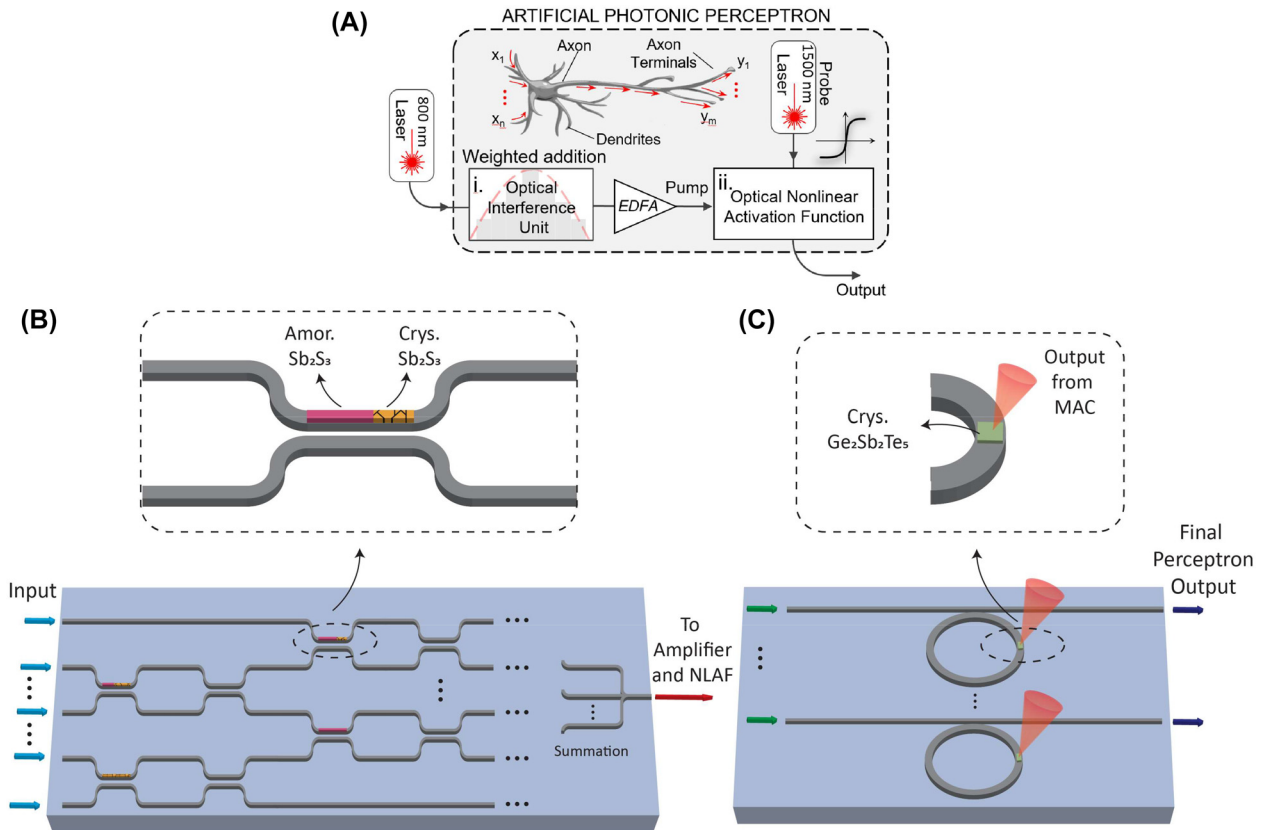 ARTIFICIAL PHOTONIC PERCEPTRON
(A)
Axon
Axon
Terminals
x₁
y₁
xₙ
yₘ
Dendrites
800 nm
Laser
1500 nm
Laser
Probe
Weighted addition
i.
Optical
Interference
Unit
EDFA
Pump
ii.
Optical Nonlinear
Activation Function
Output
(B)
Amor.
Sb₂S₃
Crys.
Sb₂S₃
Input
To
Amplifier
and NLAF
Summation
(C)
Output
from
MAC
Crys.
Ge₂Sb₂Te₅
Final
Perceptron
Output